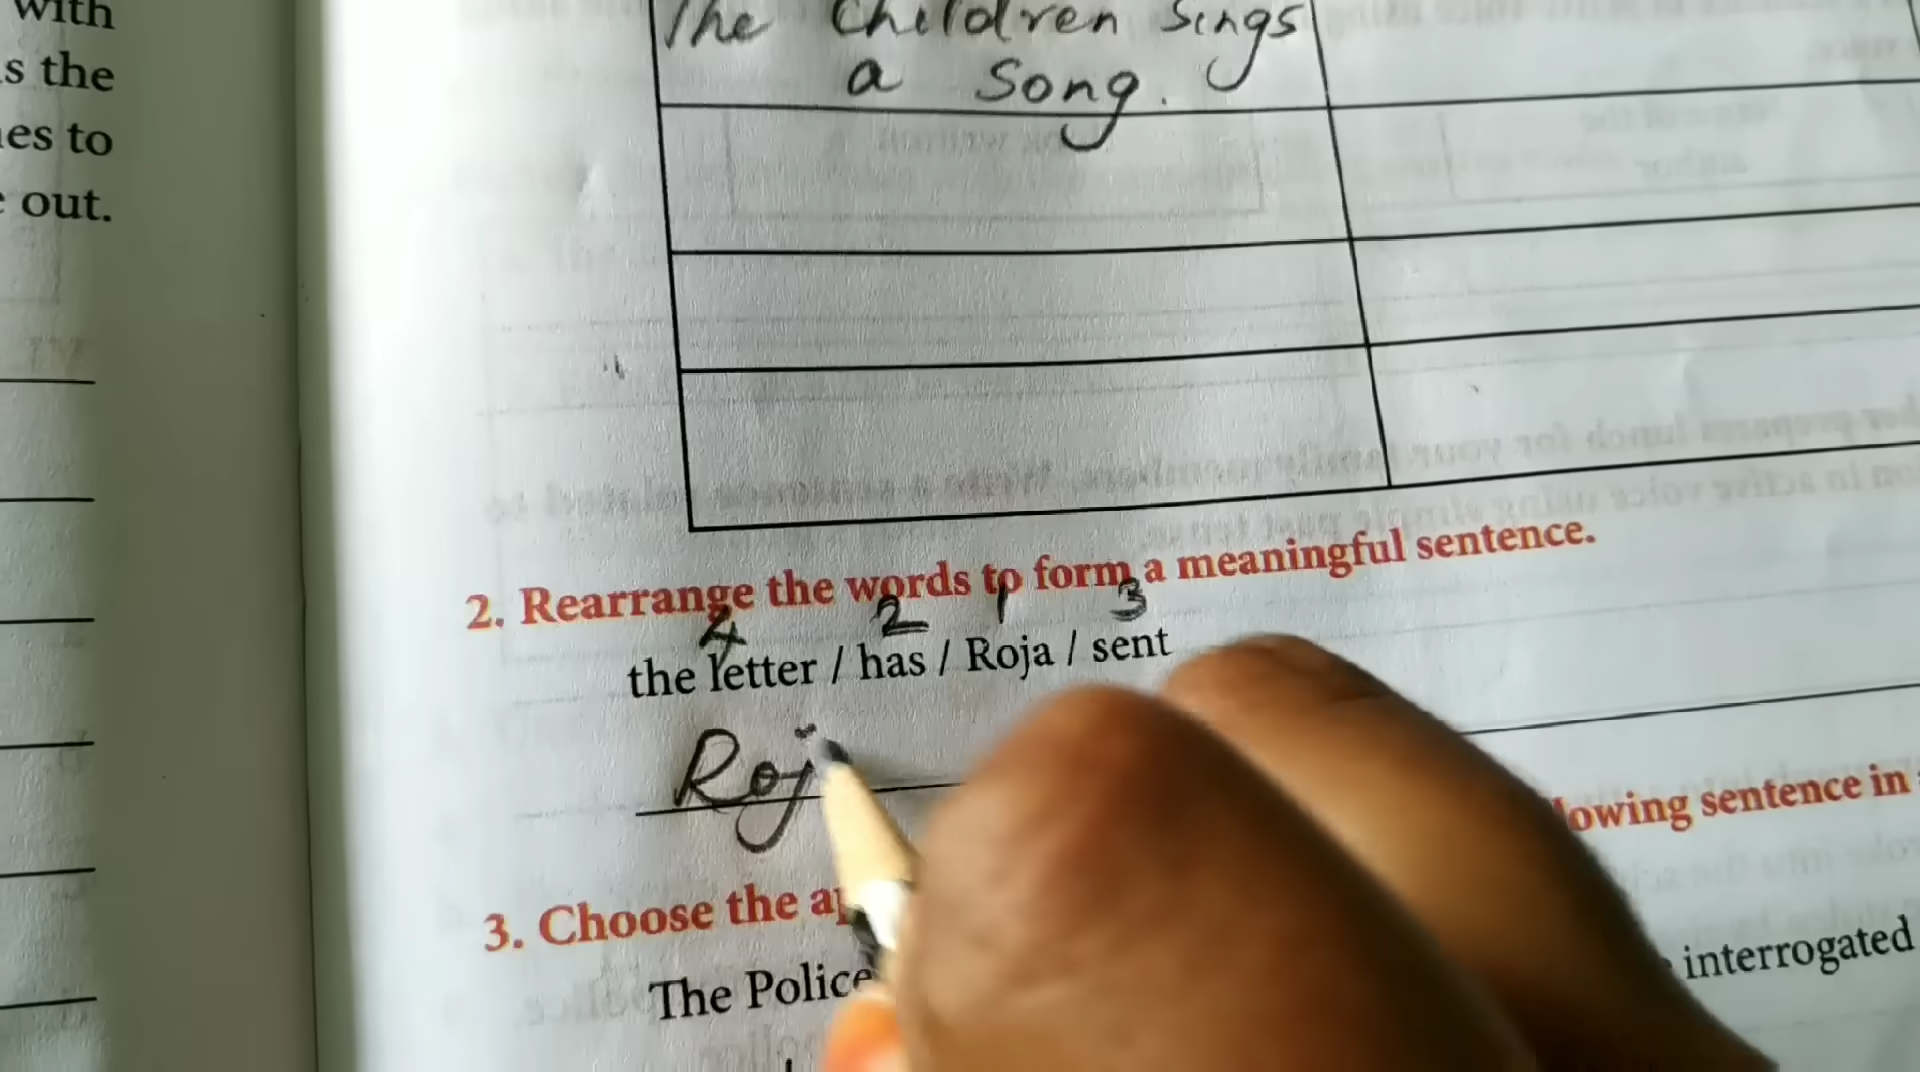 with
s the
es to
out.
The Children Sings
a Song.
2. Rearrange the words to form a meaningful sentence.
4 2 1 3
the letter / has / Roja / sent
Roj
lowing sentence in
3. Choose the
The Police
interrogated